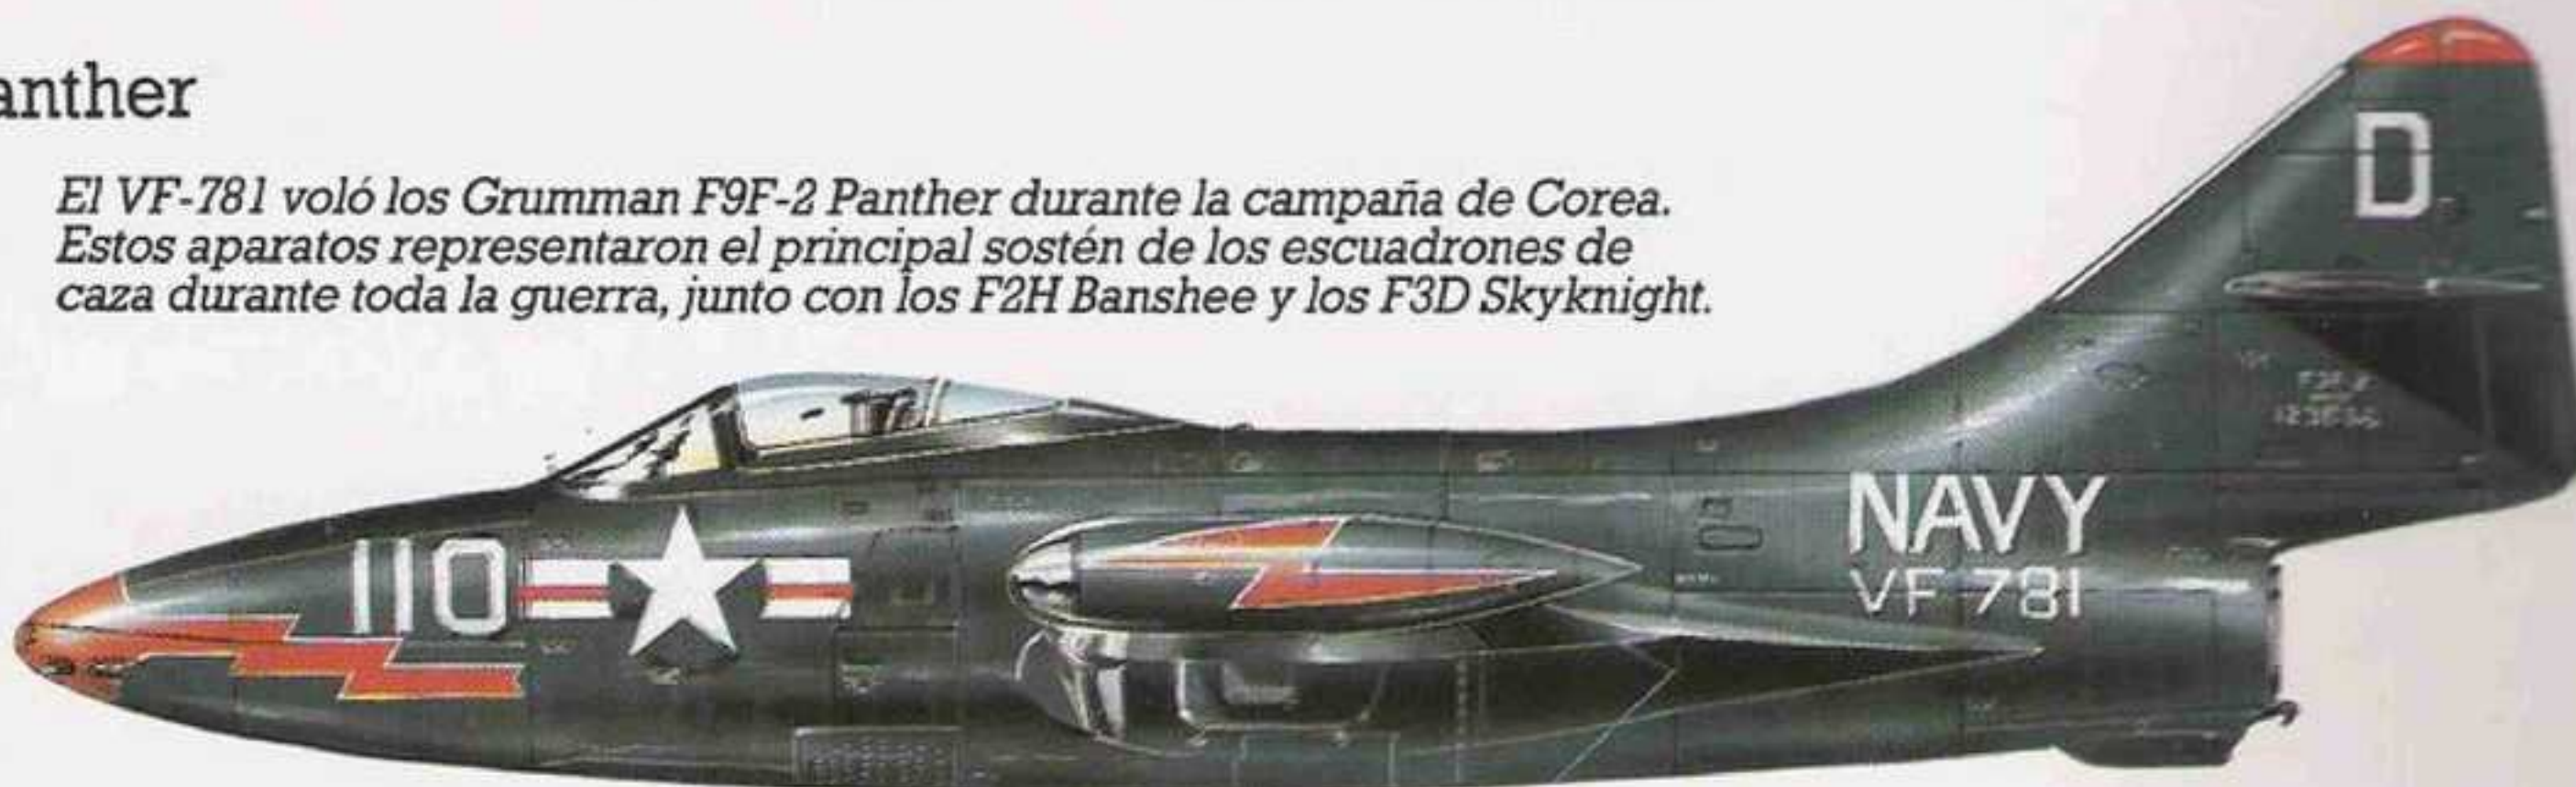 anther
El VF-781 voló los Grumman F9F-2 Panther durante la campaña de Corea.
Estos aparatos representaron el principal sostén de los escuadrones de
caza durante toda la guerra, junto con los F2H Banshee y los F3D Skyknight.
D
110
NAVY
VF 781